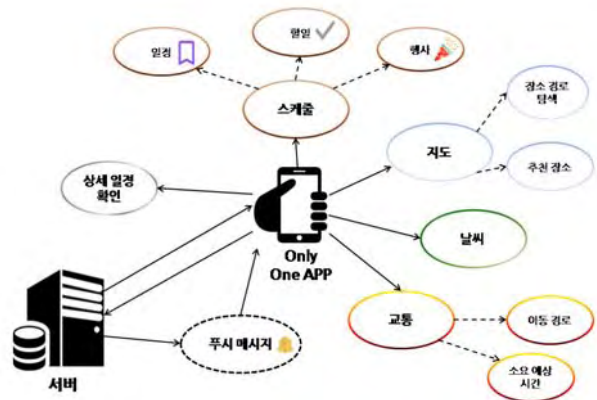 일정
할일
행사
스케줄
장소 경로
탐색
지도
추천 장소
상세 일정
확인
날씨
Only
One APP
교통
이동 경로
푸시 메시지
소요 예상
시간
서버